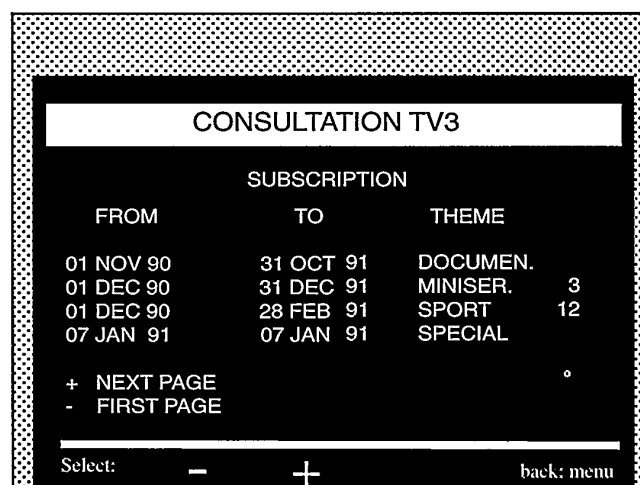 CONSULTATION TV3
SUBSCRIPTION
FROM TO THEME
01 NOV 90 31 OCT 91 DOCUMEN.
01 DEC 90 31 DEC 91 MINISER. 3
01 DEC 90 28 FEB 91 SPORT 12
07 JAN 91 07 JAN 91 SPECIAL
+ NEXT PAGE °
- FIRST PAGE
Select: - + back: menu